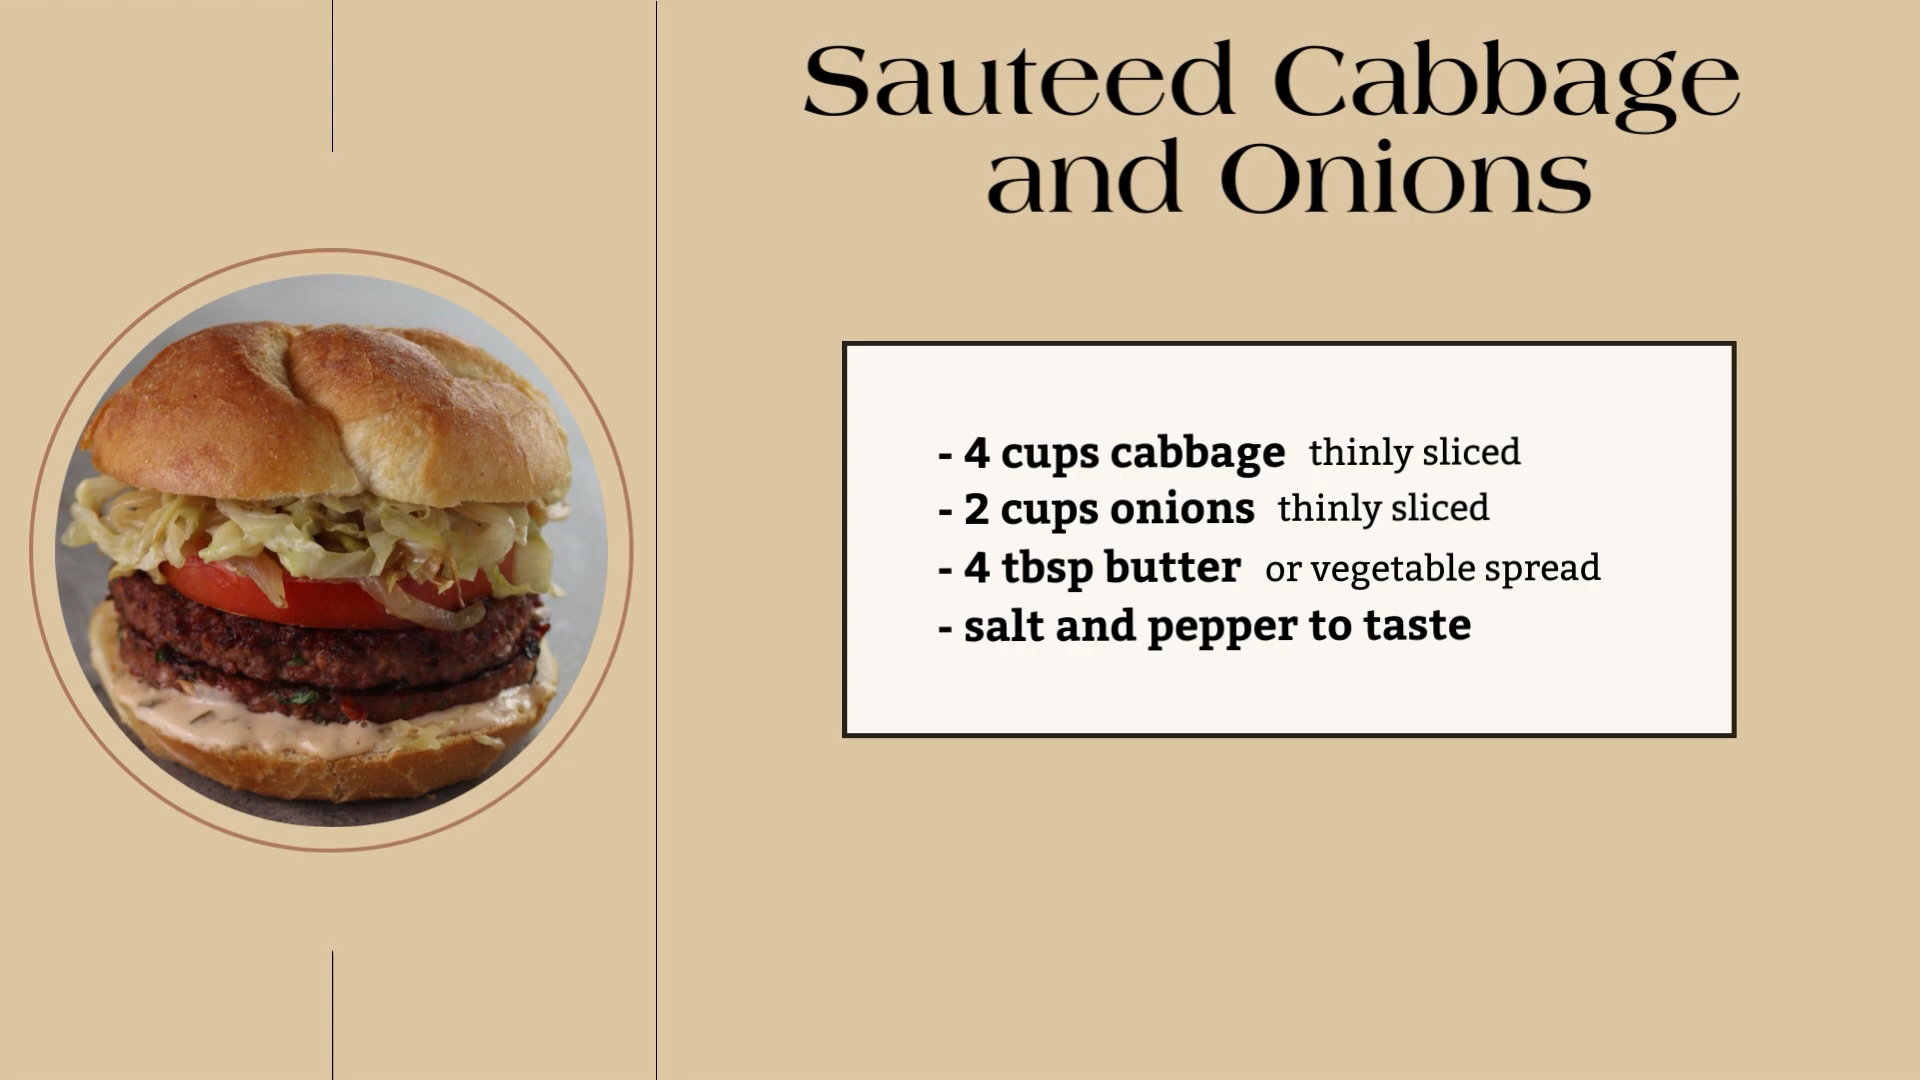 Sauteed Cabbage
and Onions
- 4 cups cabbage thinly sliced
- 2 cups onions thinly sliced
- 4 tbsp butter or vegetable spread
- salt and pepper to taste